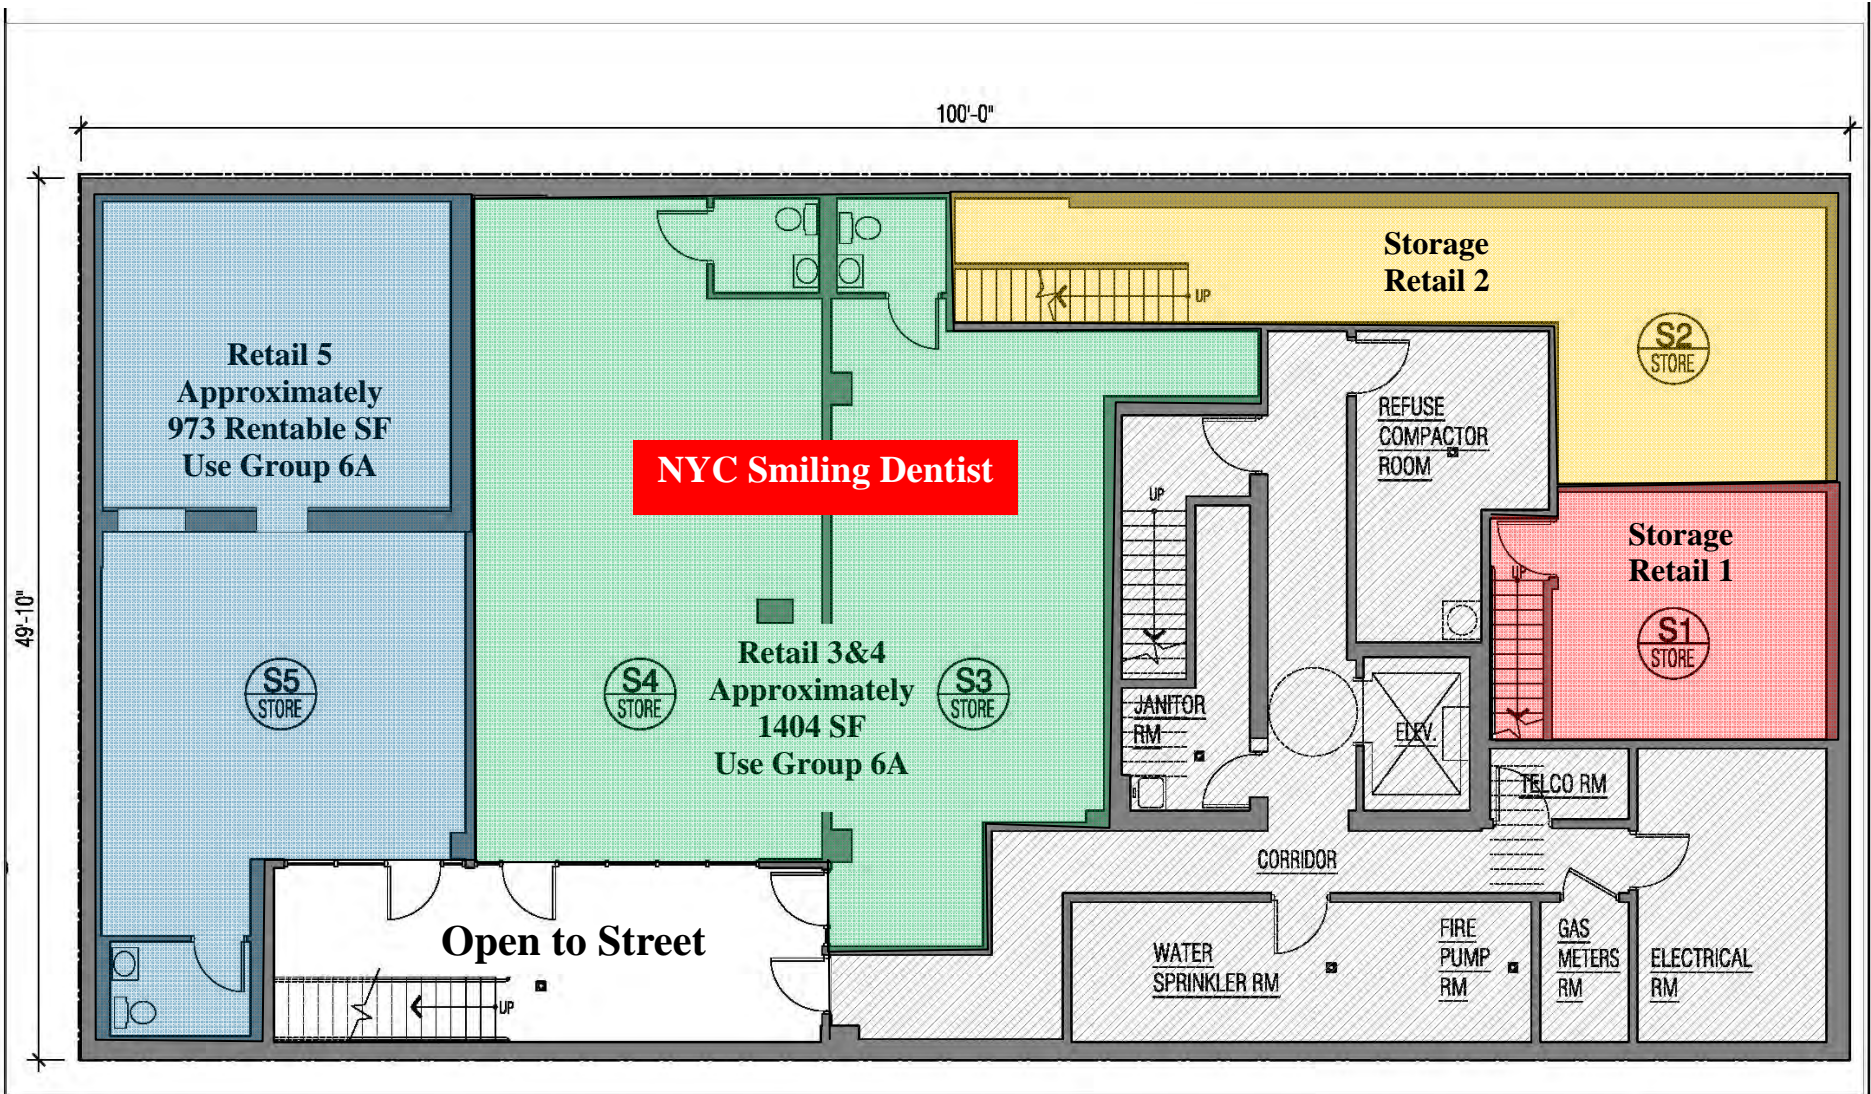 100'-0"
49'-10"
Storage
Retail 2
UP
S2
STORE
Retail 5
Approximately
973 Rentable SF
Use Group 6A
REFUSE
COMPACTOR
ROOM
NYC Smiling Dentist
UP
Storage
Retail 1
UP
S1
STORE
Retail 3&4
Approximately
1404 SF
Use Group 6A
S5
STORE
S4
STORE
S3
STORE
JANITOR
RM
ELEV.
TELCO RM
CORRIDOR
Open to Street
UP
WATER
SPRINKLER RM
FIRE
PUMP
RM
GAS
METERS
RM
ELECTRICAL
RM